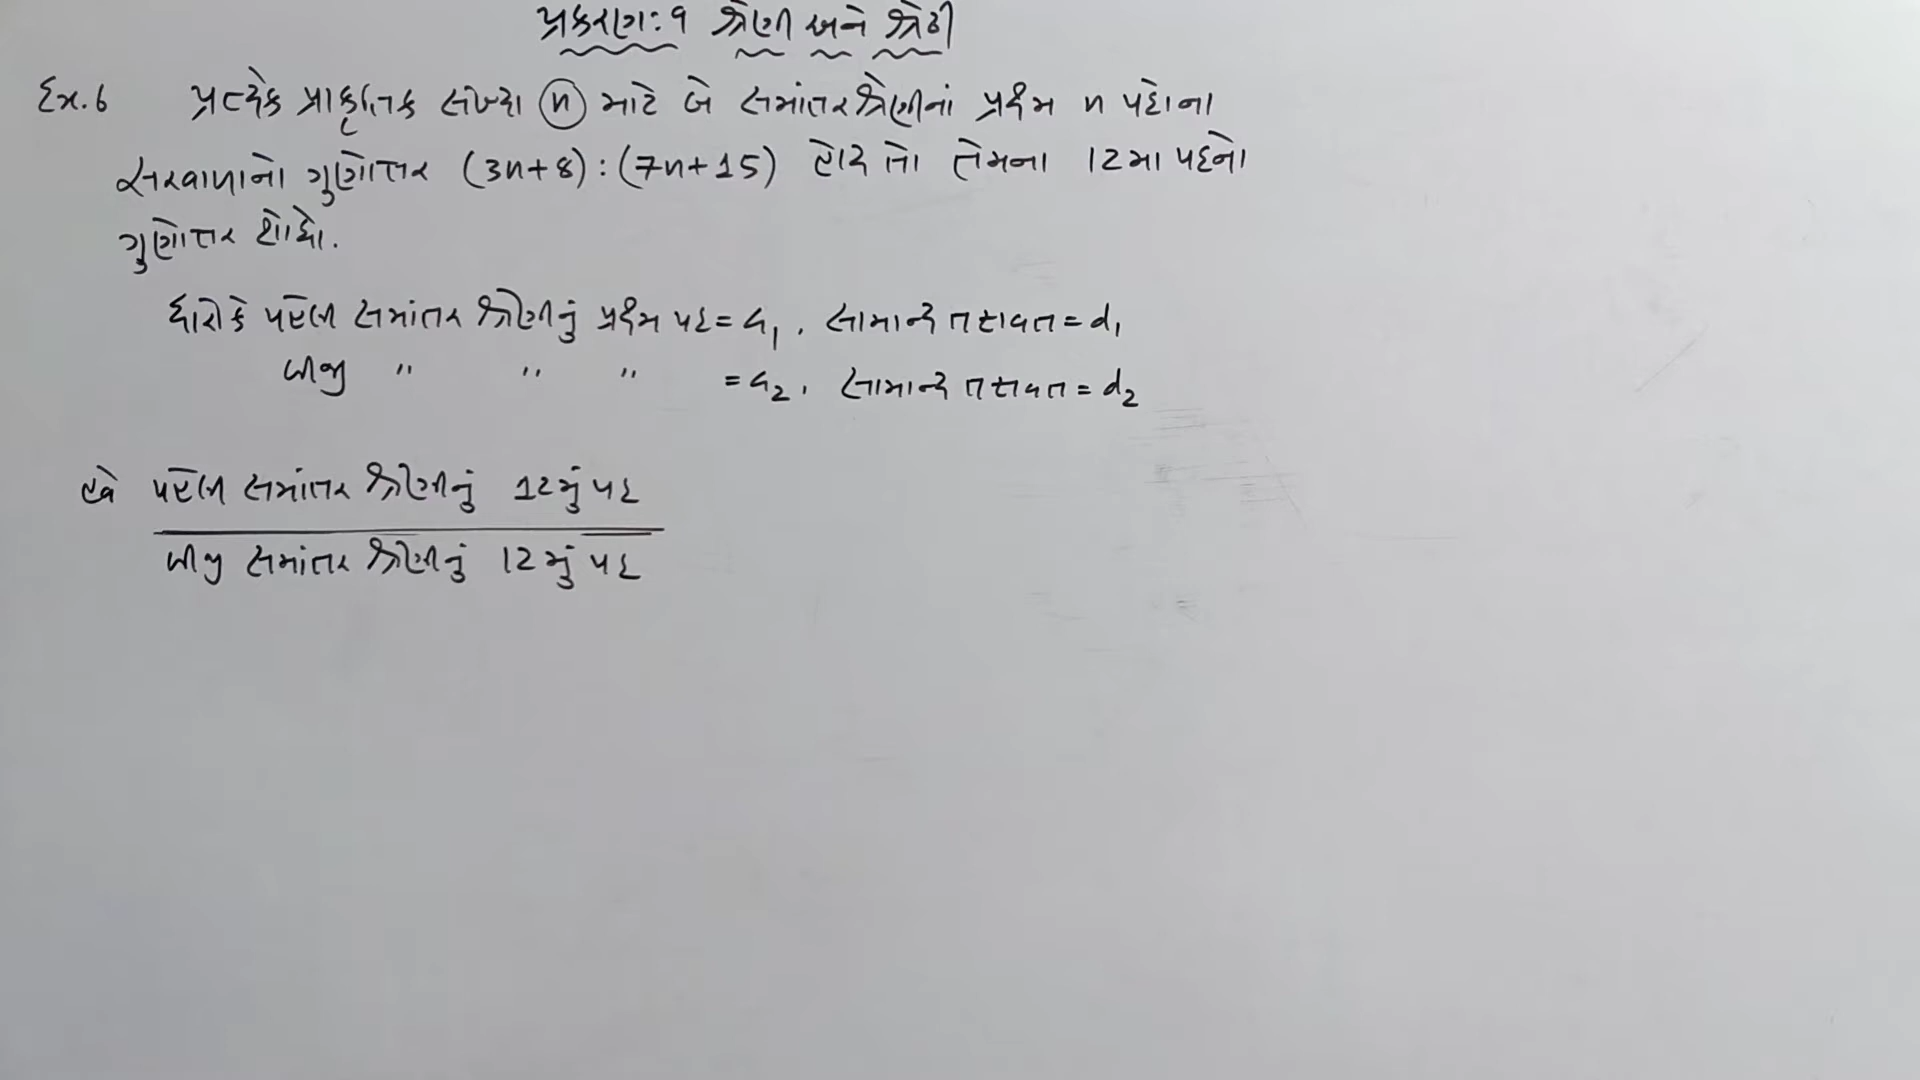 પ્રકરણ: ૧ શ્રેણી અને શ્રેઢી
Ex. 6 પ્રત્યેક પ્રાકૃતિક સંખ્યા n માટે બે સમાંતર શ્રેણીનાં પ્રથમ n પદોના
સરવાળાનો ગુણોત્તર (3n+8) : (7n+15) હોય તો તેમના 12મા પદનો
ગુણોત્તર શોધો.
ધારો કે પહેલી સમાંતર શ્રેણીનું પ્રથમ પદ = a₁, સામાન્ય તફાવત = d₁
બીજી " " " = a₂, સામાન્ય તફાવત = d₂
હવે પહેલી સમાંતર શ્રેણીનું 12મું પદ
બીજી સમાંતર શ્રેણીનું 12મું પદ